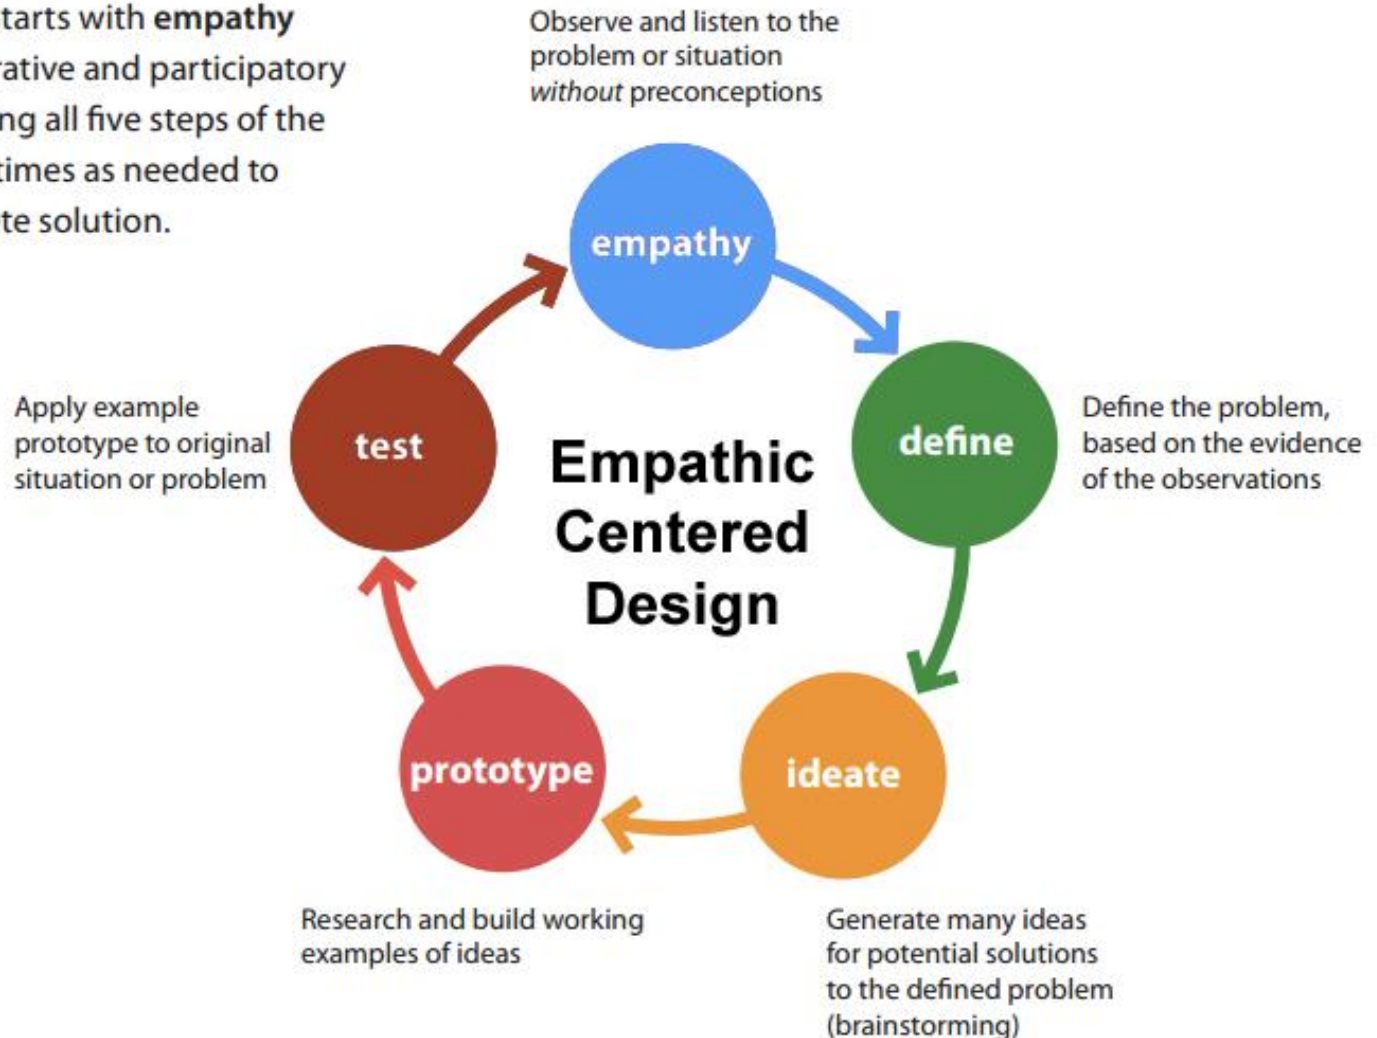 tarts with empathy
rative and participatory
ng all five steps of the
times as needed to
te solution.
Observe and listen to the
problem or situation
without preconceptions
empathy
define
Define the problem,
based on the evidence
of the observations
ideate
Generate many ideas
for potential solutions
to the defined problem
(brainstorming)
prototype
Research and build working
examples of ideas
test
Apply example
prototype to original
situation or problem
Empathic
Centered
Design